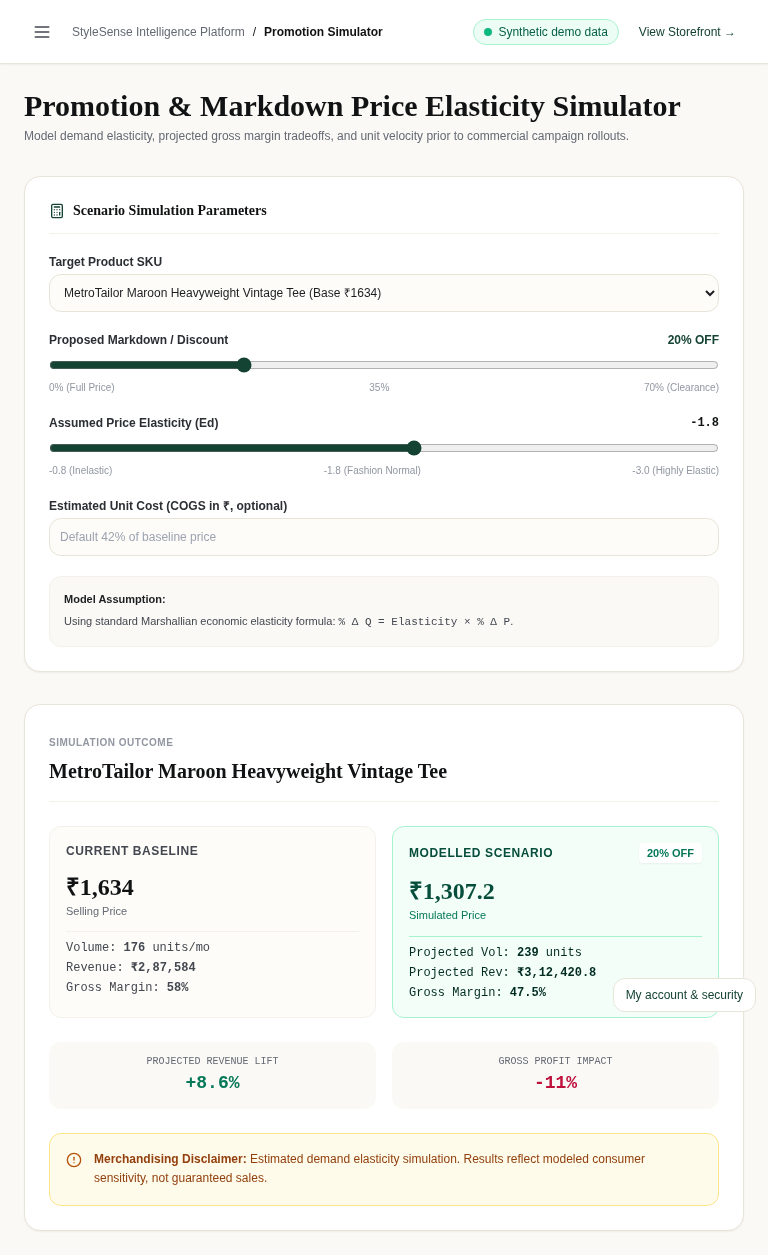 StyleSense Intelligence Platform / Promotion Simulator
Synthetic demo data
View Storefront →
Promotion & Markdown Price Elasticity Simulator
Model demand elasticity, projected gross margin tradeoffs, and unit velocity prior to commercial campaign rollouts.
Scenario Simulation Parameters
Target Product SKU
MetroTailor Maroon Heavyweight Vintage Tee (Base ₹1634)
Proposed Markdown / Discount 20% OFF
0% (Full Price) 35% 70% (Clearance)
Assumed Price Elasticity (Ed) -1.8
-0.8 (Inelastic) -1.8 (Fashion Normal) -3.0 (Highly Elastic)
Estimated Unit Cost (COGS in ₹, optional)
Default 42% of baseline price
Model Assumption:
Using standard Marshallian economic elasticity formula: % Δ Q = Elasticity × % Δ P.
SIMULATION OUTCOME
MetroTailor Maroon Heavyweight Vintage Tee
CURRENT BASELINE
₹1,634
Selling Price
Volume: 176 units/mo
Revenue: ₹2,87,584
Gross Margin: 58%
MODELLED SCENARIO
20% OFF
₹1,307.2
Simulated Price
Projected Vol: 239 units
Projected Rev: ₹3,12,420.8
Gross Margin: 47.5%
My account & security
PROJECTED REVENUE LIFT
+8.6%
GROSS PROFIT IMPACT
-11%
Merchandising Disclaimer: Estimated demand elasticity simulation. Results reflect modeled consumer
sensitivity, not guaranteed sales.